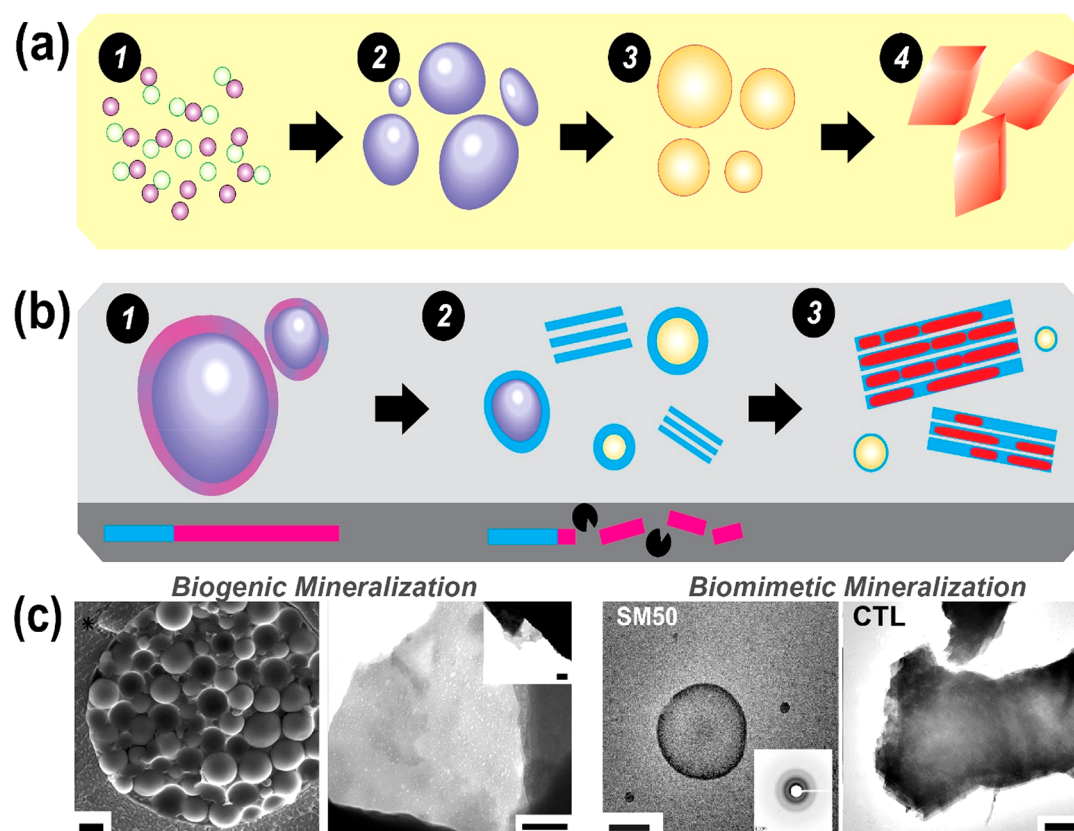 (a)
1
2
3
4
(b)
1
2
3
Biogenic Mineralization
Biomimetic Mineralization
(c)
*
SM50
CTL